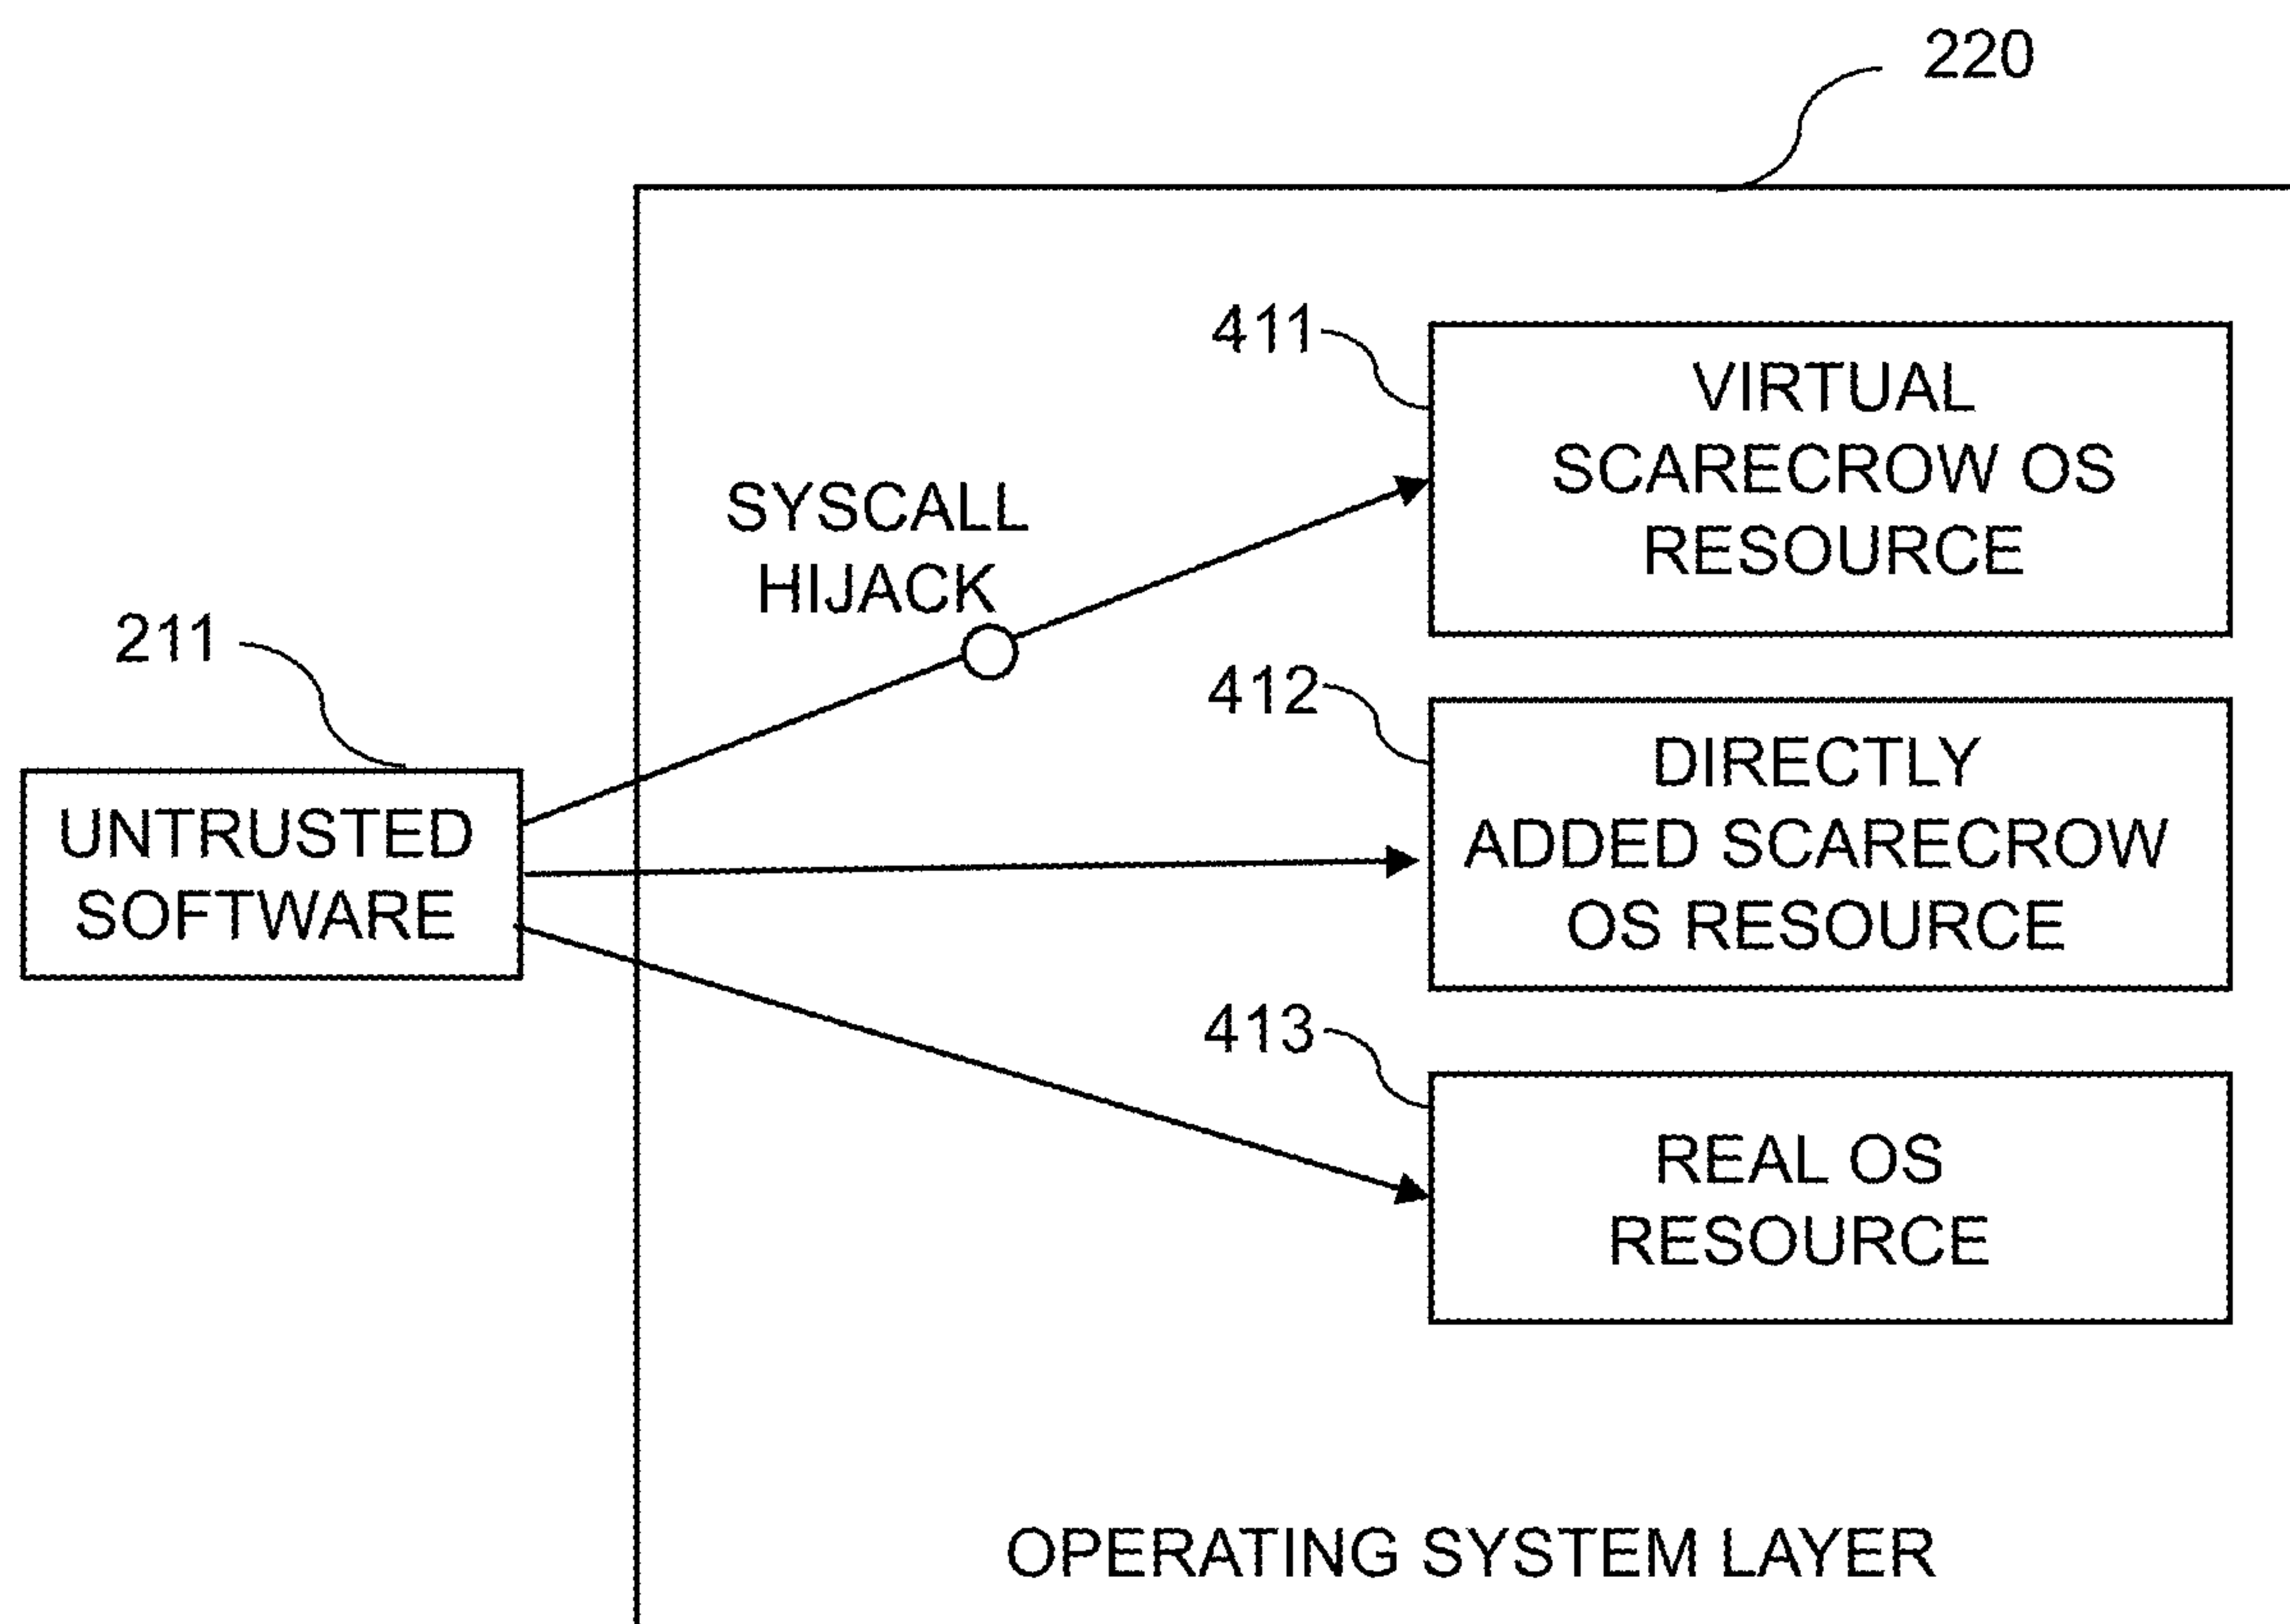 220
411
VIRTUAL
SCARECROW OS
RESOURCE
SYSCALL
HIJACK
211
412
DIRECTLY
ADDED SCARECROW
OS RESOURCE
UNTRUSTED
SOFTWARE
413
REAL OS
RESOURCE
OPERATING SYSTEM LAYER